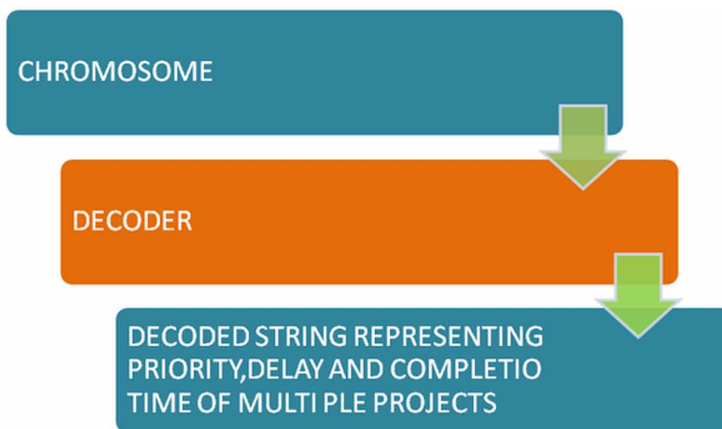 CHROMOSOME
DECODER
DECODED STRING REPRESENTING
PRIORITY,DELAY AND COMPLETIO
TIME OF MULTI PLE PROJECTS